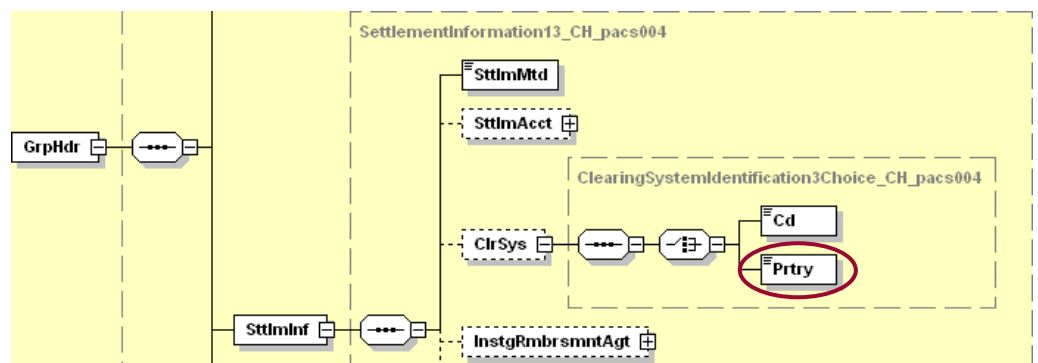 SettlementInformation13_CH_pacs004
SttlmMtd
SttlmAcct
GrpHdr
ClearingSystemIdentification3Choice_CH_pacs004
Cd
ClrSys
Prtry
SttlmInf
InstgRmbrsmntAgt